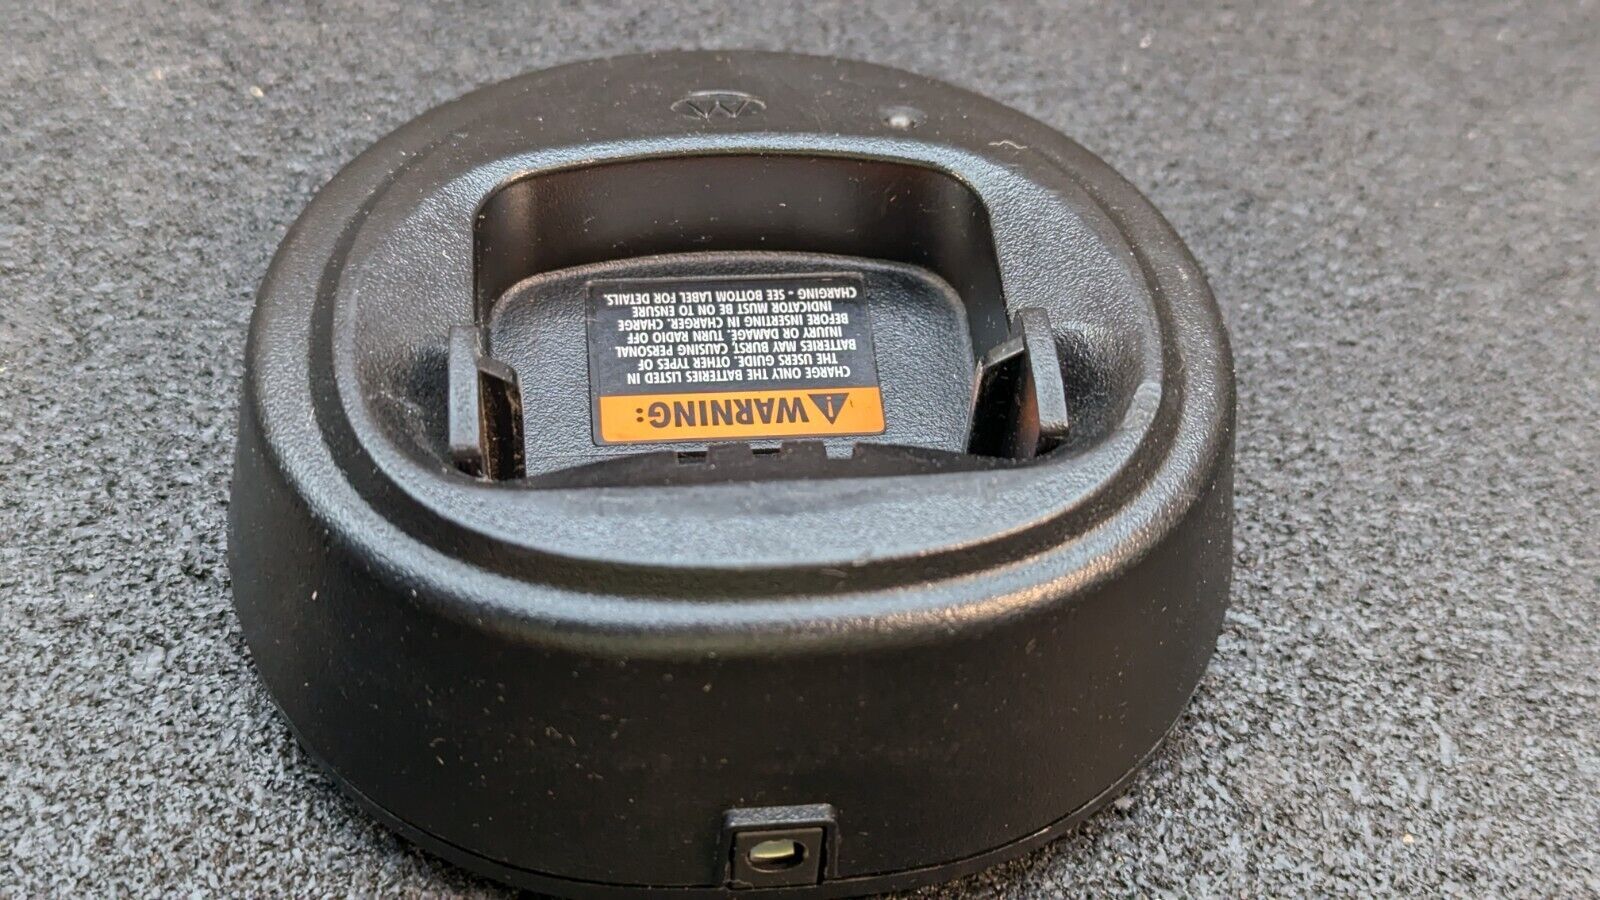 WARNING:
CHARGE ONLY THE BATTERIES LISTED IN
THE USERS GUIDE. OTHER TYPES OF
BATTERIES MAY BURST, CAUSING PERSONAL
INJURY OR DAMAGE. TURN RADIO OFF
BEFORE INSERTING IN CHARGER. CHARGE
INDICATOR MUST BE ON TO ENSURE
CHARGING - SEE BOTTOM LABEL FOR DETAILS.